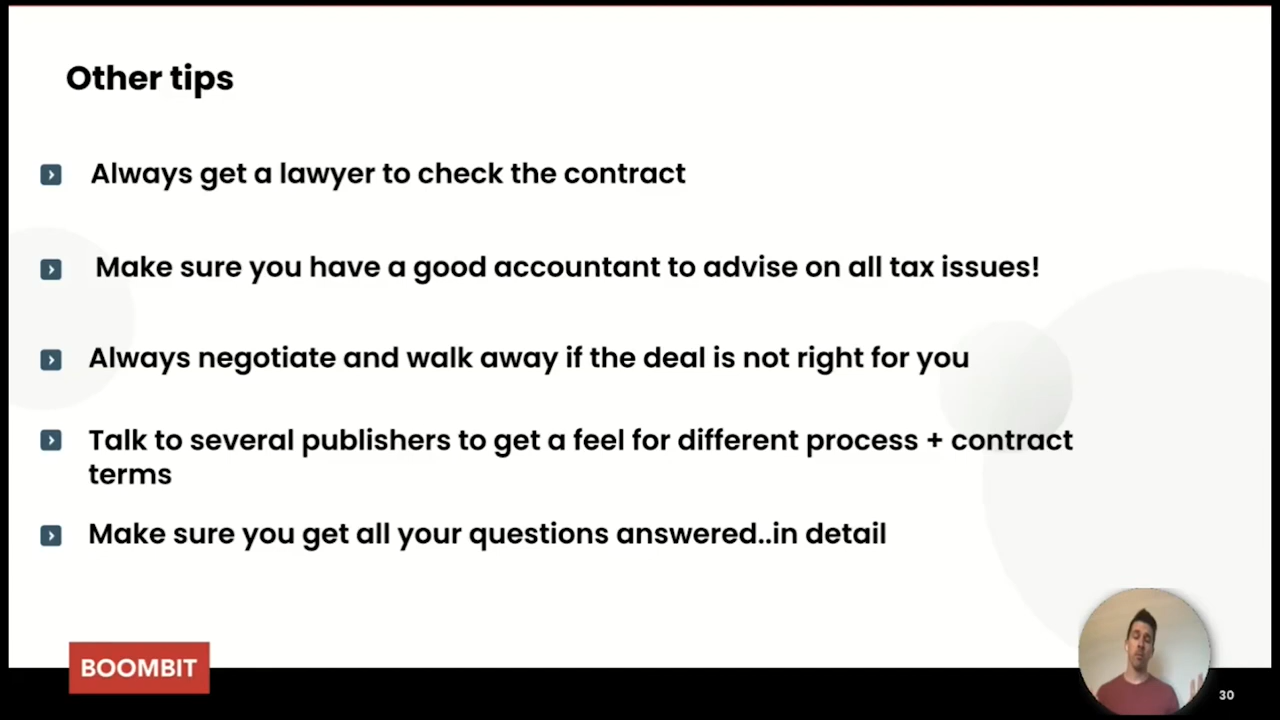 Other tips
Always get a lawyer to check the contract
Make sure you have a good accountant to advise on all tax issues!
Always negotiate and walk away if the deal is not right for you
Talk to several publishers to get a feel for different process + contract
terms
Make sure you get all your questions answered..in detail
BOOMBIT
30